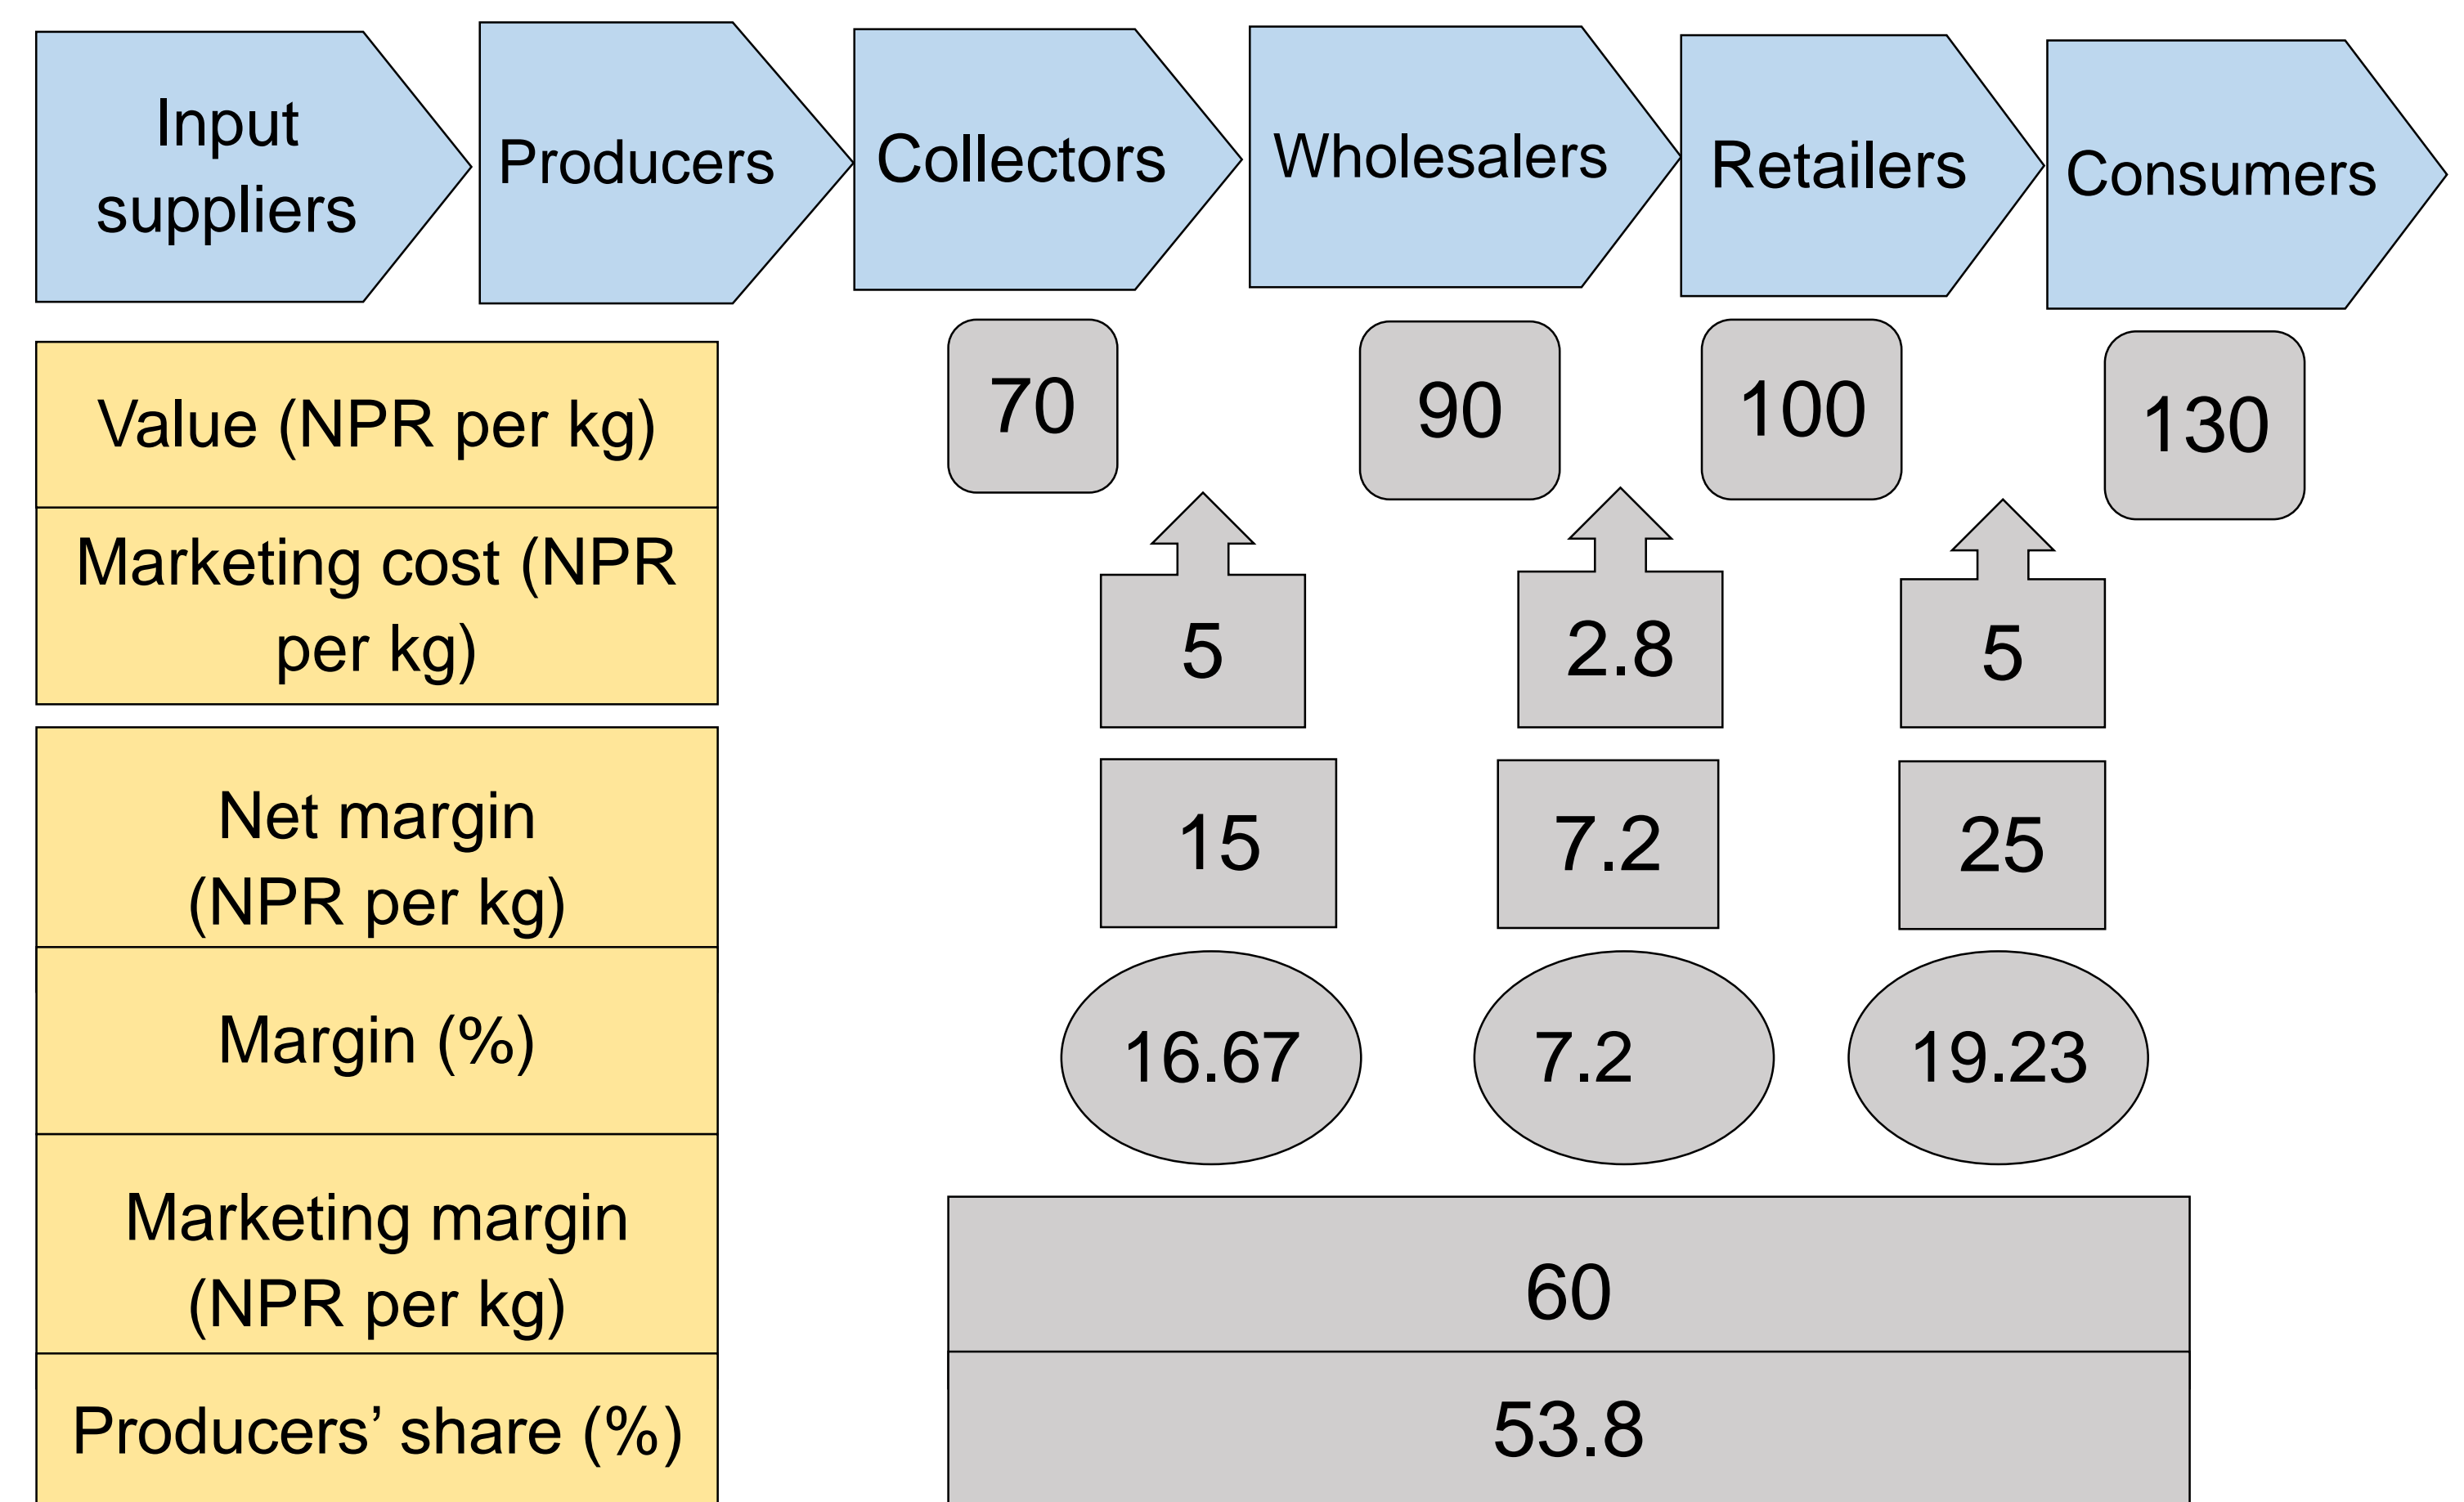 Input
suppliers
Producers
Collectors
Wholesalers
Retailers
Consumers
Value (NPR per kg)
70
90
100
130
Marketing cost (NPR
per kg)
5
2.8
5
Net margin
(NPR per kg)
15
7.2
25
Margin (%)
16.67
7.2
19.23
Marketing margin
(NPR per kg)
60
Producers’ share (%)
53.8